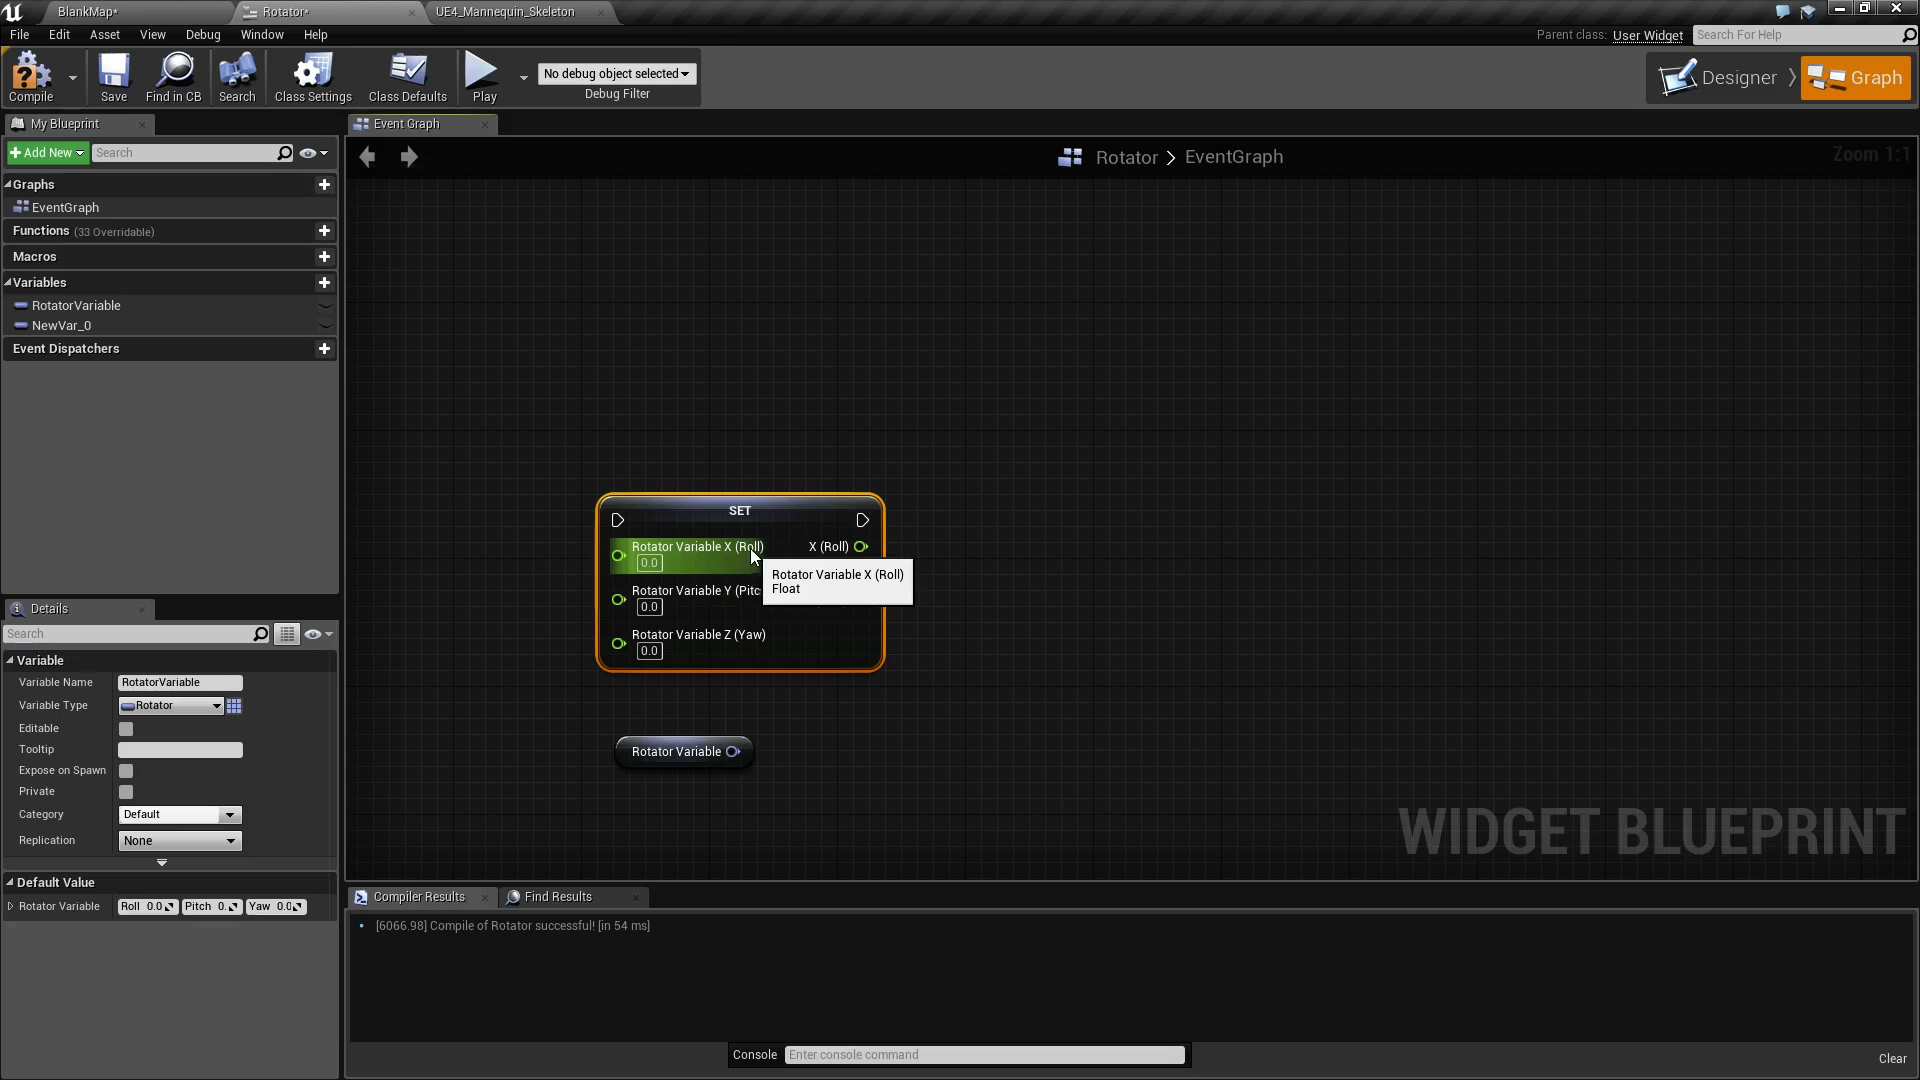 BlankMap*
Rotator*
UE4_Mannequin_Skeleton
File Edit Asset View Debug Window Help
Parent class: User Widget
Search For Help
Compile
Save
Find in CB
Search
Class Settings
Class Defaults
Play
No debug object selected
Debug Filter
Designer
Graph
My Blueprint
Add New
Search
Graphs
EventGraph
Functions (33 Overridable)
Macros
Variables
RotatorVariable
NewVar_0
Event Dispatchers
Event Graph
Rotator > EventGraph
Zoom 1:1
SET
Rotator Variable X (Roll)
0.0
X (Roll)
Rotator Variable X (Roll)
Float
Rotator Variable Y (Pitc
0.0
Rotator Variable Z (Yaw)
0.0
Rotator Variable
WIDGET BLUEPRINT
Details
Search
Variable
Variable Name RotatorVariable
Variable Type Rotator
Editable
Tooltip
Expose on Spawn
Private
Category Default
Replication None
Default Value
Rotator Variable Roll 0.0 Pitch 0. Yaw 0.0
Compiler Results
Find Results
[6066.98] Compile of Rotator successful! [in 54 ms]
Console Enter console command
Clear